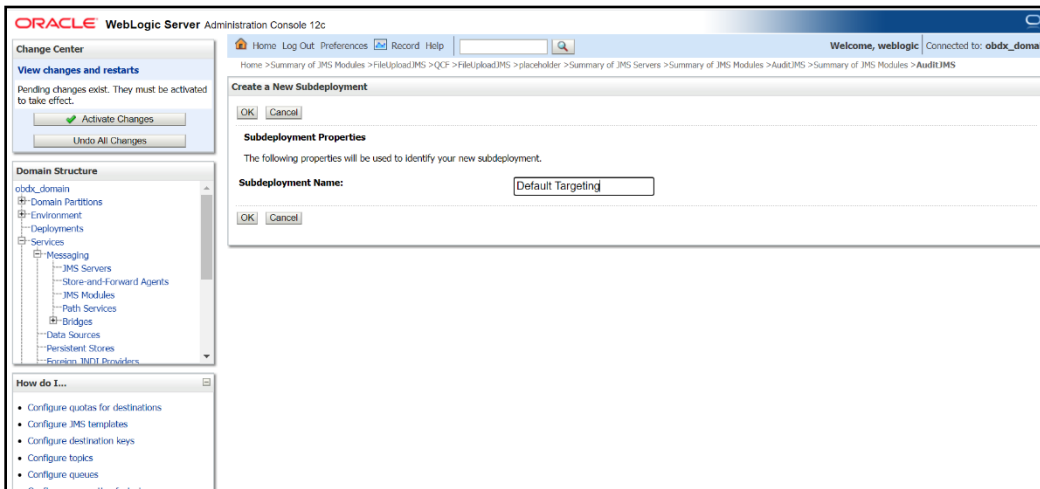 ORACLE WebLogic Server Administration Console 12c
Change Center
View changes and restarts
Pending changes exist. They must be activated
to take effect.
Activate Changes
Undo All Changes
Domain Structure
obdx_domain
Domain Partitions
Environment
Deployments
Services
Messaging
JMS Servers
Store-and-Forward Agents
JMS Modules
Path Services
Bridges
Data Sources
Persistent Stores
Foreign JNDI Providers
How do I...
Configure quotas for destinations
Configure JMS templates
Configure destination keys
Configure topics
Configure queues
Home Log Out Preferences Record Help
Welcome, weblogic Connected to: obdx_domai
Home >Summary of JMS Modules >FileUploadJMS >QCF >FileUploadJMS >placeholder >Summary of JMS Servers >Summary of JMS Modules >AuditJMS >Summary of JMS Modules >AuditJMS
Create a New Subdeployment
OK Cancel
Subdeployment Properties
The following properties will be used to identify your new subdeployment.
Subdeployment Name: Default Targeting
OK Cancel